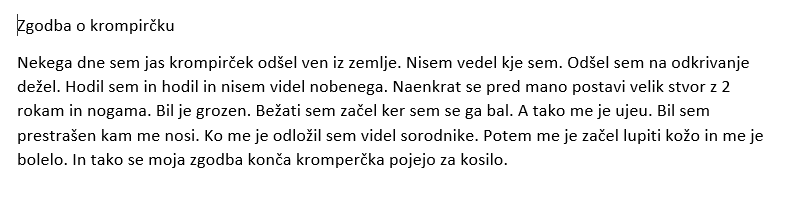 Zgodba o krompirčku
Nekega dne sem jas krompirček odšel ven iz zemlje. Nisem vedel kje sem. Odšel sem na odkrivanje
dežel. Hodil sem in hodil in nisem videl nobenega. Naenkrat se pred mano postavi velik stvor z 2
rokam in nogama. Bil je grozen. Bežati sem začel ker sem se ga bal. A tako me je ujeu. Bil sem
prestrašen kam me nosi. Ko me je odložil sem videl sorodnike. Potem me je začel lupiti kožo in me je
bolelo. In tako se moja zgodba konča kromperčka pojejo za kosilo.